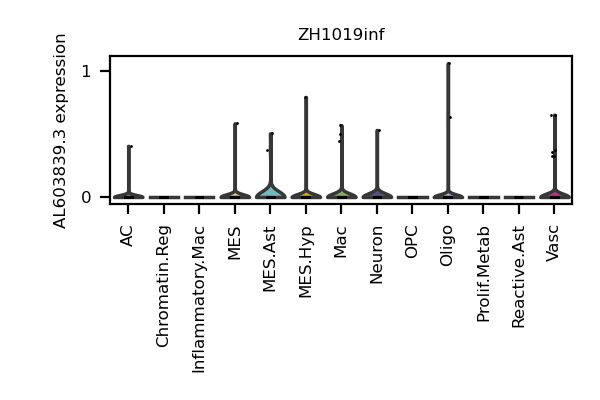 ZH1019inf
AL603839.3 expression
1
0
AC
Chromatin.Reg
Inflammatory.Mac
MES
MES.Ast
MES.Hyp
Mac
Neuron
OPC
Oligo
Prolif.Metab
Reactive.Ast
Vasc